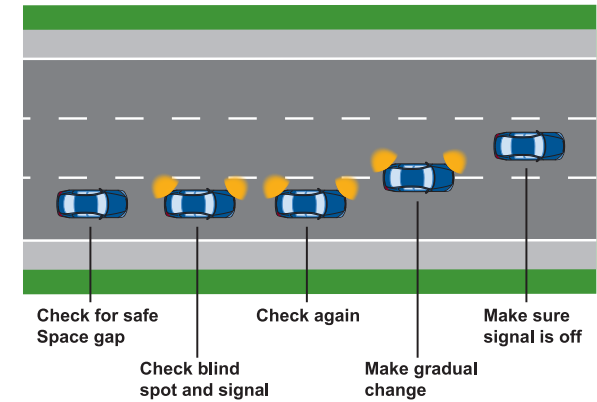 Check for safe
Space gap
Check blind
spot and signal
Check again
Make gradual
change
Make sure
signal is off